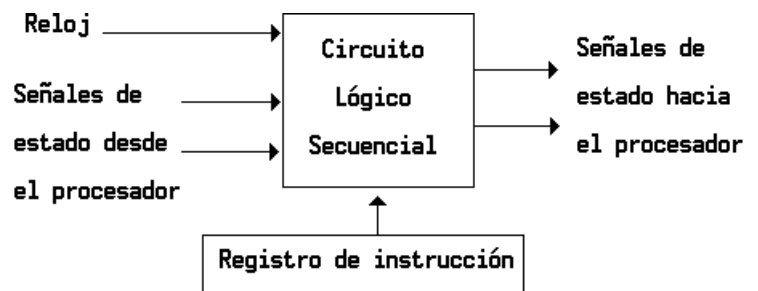 Reloj
Señales de
estado desde
el procesador
Circuito
Lógico
Secuencial
Señales de
estado hacia
el procesador
Registro de instrucción